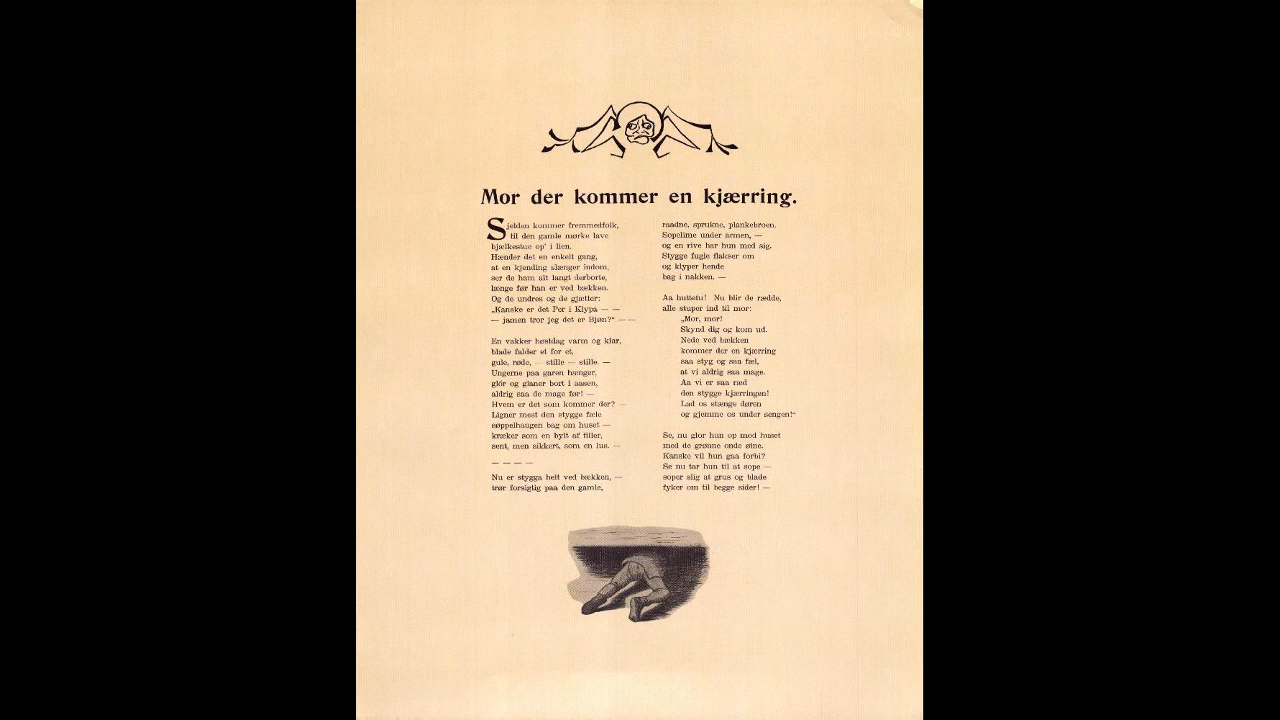 Mor der kommer en kjærring.
Sjelden kommer fremmedfolk,
til den gamle mørke lave
bjælkestue op' i lien.
Hænder det en enkelt gang,
at en kjending slænger indom,
ser de ham alt langt derborte,
længe før han er ved bækken.
Og de undres og de gjætter:
„Kanske er det Per i Klypa — —
— jamen tror jeg det er Bjøn?“ — —
En vakker høstdag varm og klar,
blade falder et for et,
gule, røde, — stille — stille. —
Ungerne paa garen hænger,
glór og glaner bort i aasen,
aldrig saa de mage før! —
Hvem er det som kommer der? —
Ligner mest den stygge fæle
søppelhaugen bag om huset —
kræker som en bylt af filler,
sent, men sikkert, som en lus. —
— — — —
Nu er stygga helt ved bækken, —
trør forsigtig paa den gamle,
raadne, sprukne, plankebroen.
Sopelime under armen, —
og en rive har hun med sig.
Stygge fugle flakser om
og klyper hende
bag i nakken. —
Aa huttetu! Nu blir de rædde,
alle stuper ind til mor:
„Mor, mor!
Skynd dig og kom ud.
Nede ved bækken
kommer der en kjærring
saa styg og saa fæl,
at vi aldrig saa mage.
Aa vi er saa ræd
den stygge kjærringen!
Lad os stænge døren
og gjemme os under sengen!“
Se, nu glor hun op mod huset
med de grønne onde øine.
Kanske vil hun gaa forbi?
Se nu tar hun til at sope —
soper slig at grus og blade
fyker om til begge sider! —